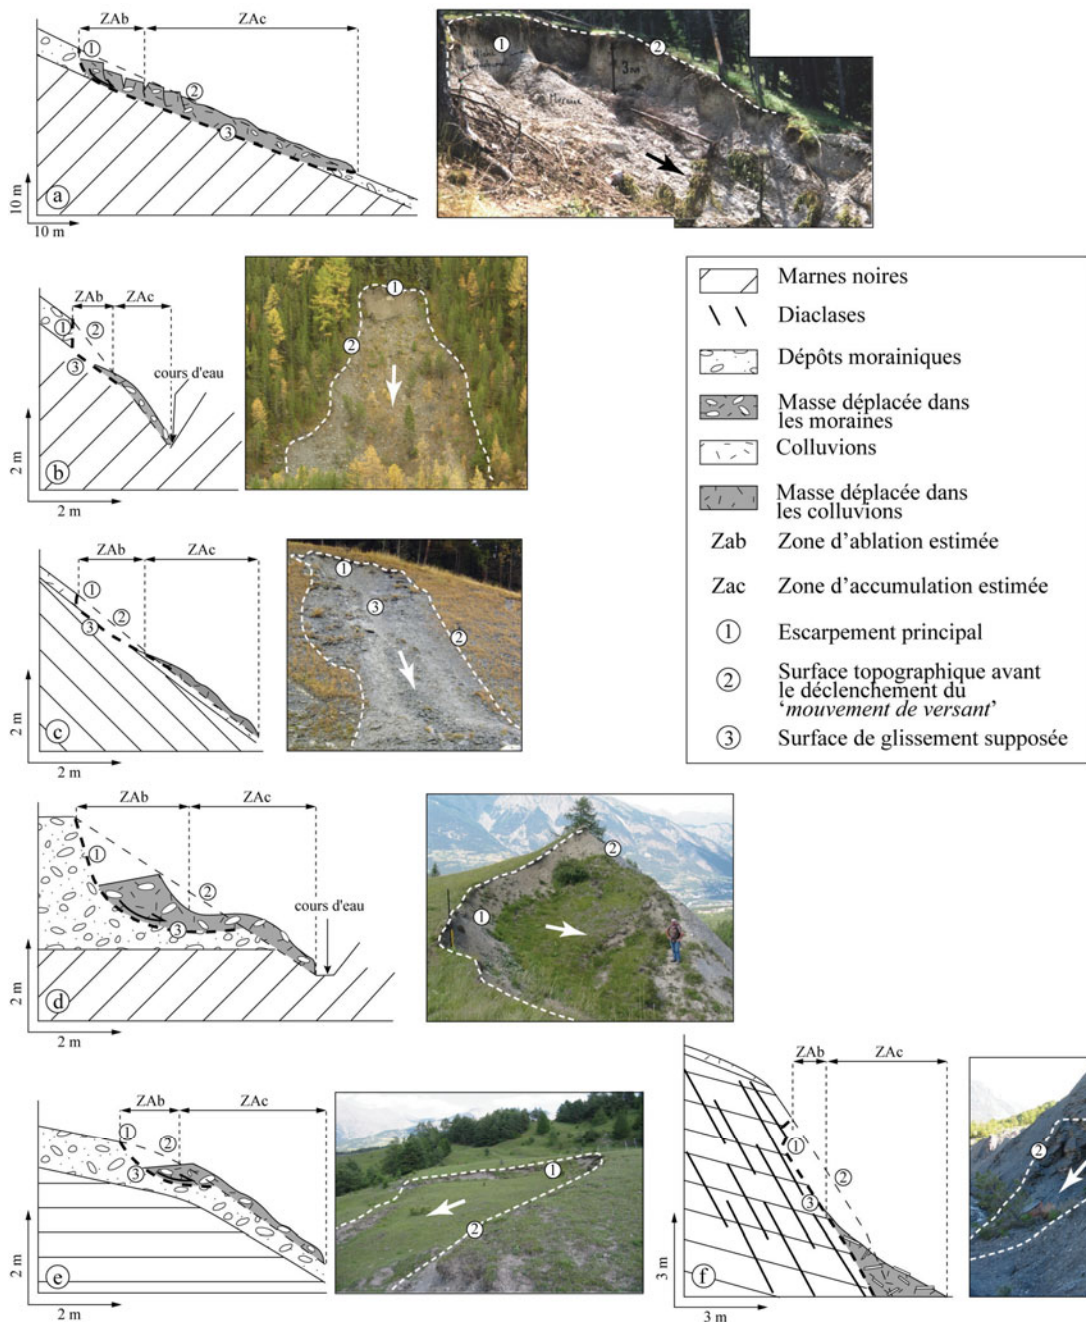 ZAb
ZAc
1
2
3
10 m
a
10 m
1
2
3 m
ZAb
ZAc
1
2
3
cours d'eau
2 m
b
2 m
1
2
Marnes noires
Diaclases
Dépôts morainiques
Masse déplacée dans
les moraines
Colluvions
Masse déplacée dans
les colluvions
Zab Zone d'ablation estimée
Zac Zone d'accumulation estimée
1 Escarpement principal
2 Surface topographique avant
le déclenchement du
'mouvement de versant'
3 Surface de glissement supposée
ZAb
ZAc
1
2
3
2 m
c
2 m
1
3
2
ZAb
ZAc
1
2
3
cours d'eau
2 m
d
2 m
2
1
ZAb
ZAc
1
2
3
2 m
e
2 m
1
2
ZAb
ZAc
1
2
3
3 m
f
3 m
2